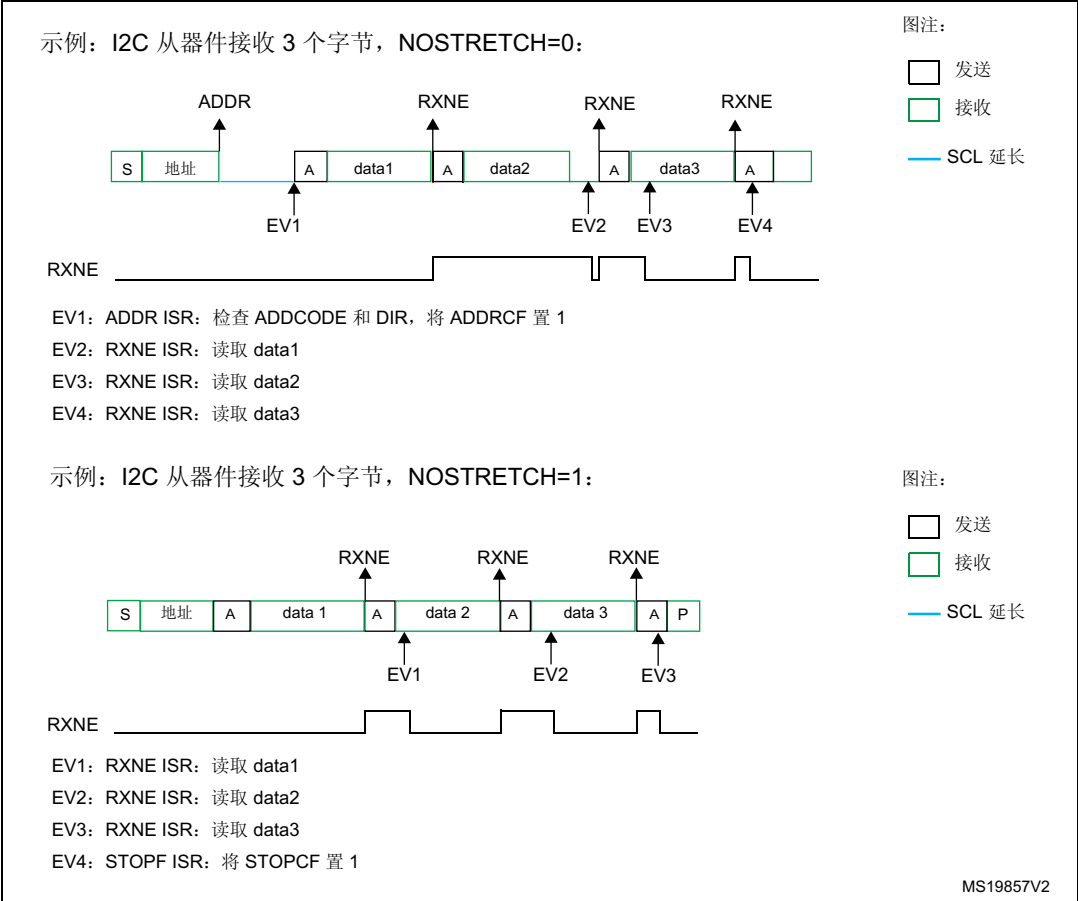 示例：I2C 从器件接收 3 个字节，NOSTRETCH=0：
图注：
发送
接收
SCL 延长
ADDR RXNE RXNE RXNE
S 地址 A data1 A data2 A data3 A
EV1 EV2 EV3 EV4
RXNE
EV1：ADDR ISR：检查 ADDCODE 和 DIR，将 ADDRCF 置 1
EV2：RXNE ISR：读取 data1
EV3：RXNE ISR：读取 data2
EV4：RXNE ISR：读取 data3
示例：I2C 从器件接收 3 个字节，NOSTRETCH=1：
图注：
发送
接收
SCL 延长
RXNE RXNE RXNE
S 地址 A data 1 A data 2 A data 3 A P
EV1 EV2 EV3
RXNE
EV1：RXNE ISR：读取 data1
EV2：RXNE ISR：读取 data2
EV3：RXNE ISR：读取 data3
EV4：STOPF ISR：将 STOPCF 置 1
MS19857V2